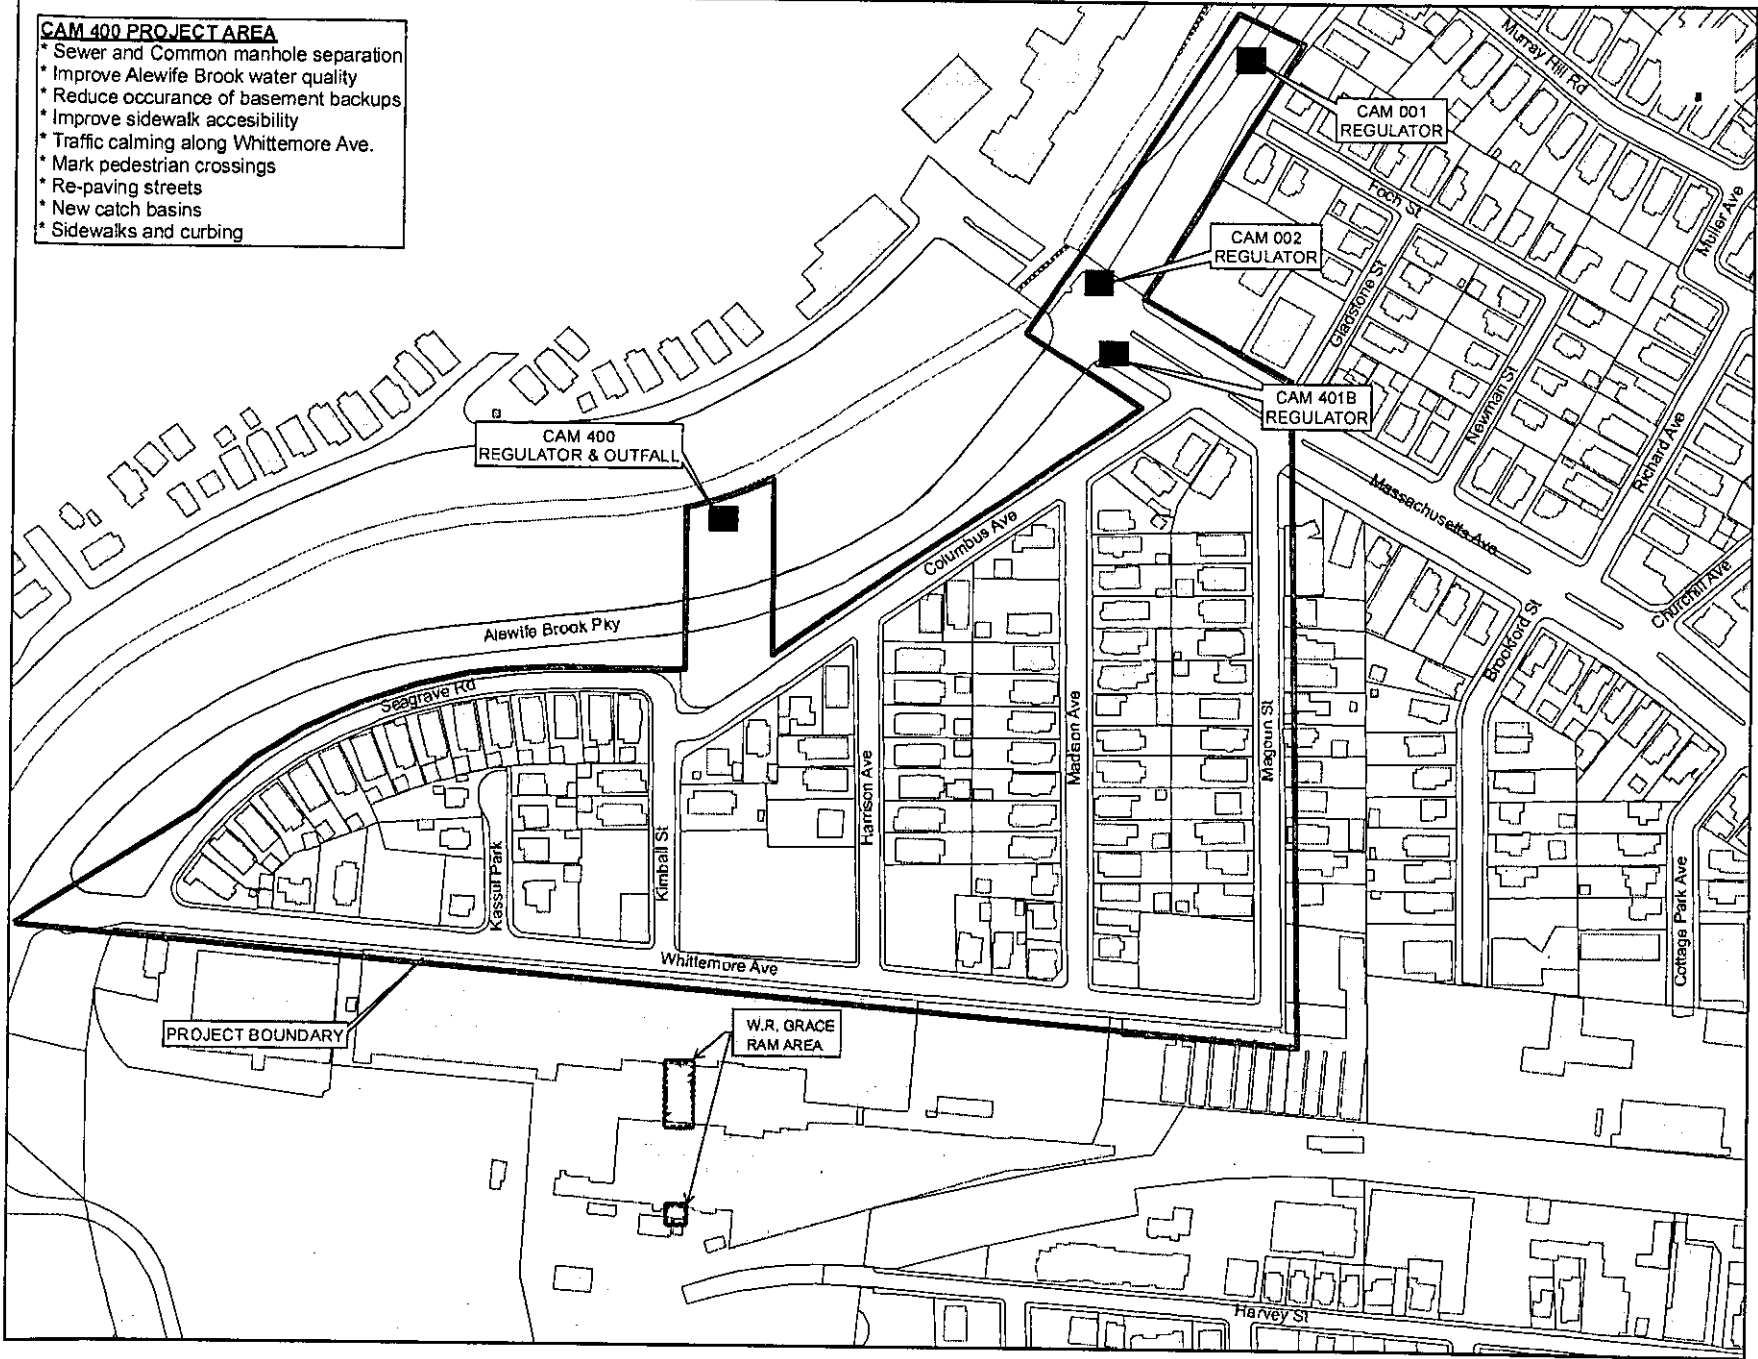 CAM 400 PROJECT AREA
* Sewer and Common manhole separation
* Improve Alewife Brook water quality
* Reduce occurance of basement backups
* Improve sidewalk accesibility
* Traffic calming along Whittemore Ave.
* Mark pedestrian crossings
* Re-paving streets
* New catch basins
* Sidewalks and curbing
Murray Hill Rd
CAM 001
REGULATOR
Foch St
Muller Ave
CAM 002
REGULATOR
Gladstone St
CAM 401B
REGULATOR
Newman St
Richard Ave
CAM 400
REGULATOR & OUTFALL
Massachusetts Ave
Columbus Ave
Churchill Ave
Brookford St
Alewife Brook Pky
Seagrave Rd
Madison Ave
Magoun St
Harrison Ave
Kassul Park
Kimball St
Cottage Park Ave
Whittemore Ave
PROJECT BOUNDARY
W.R. GRACE
RAM AREA
Harvey St